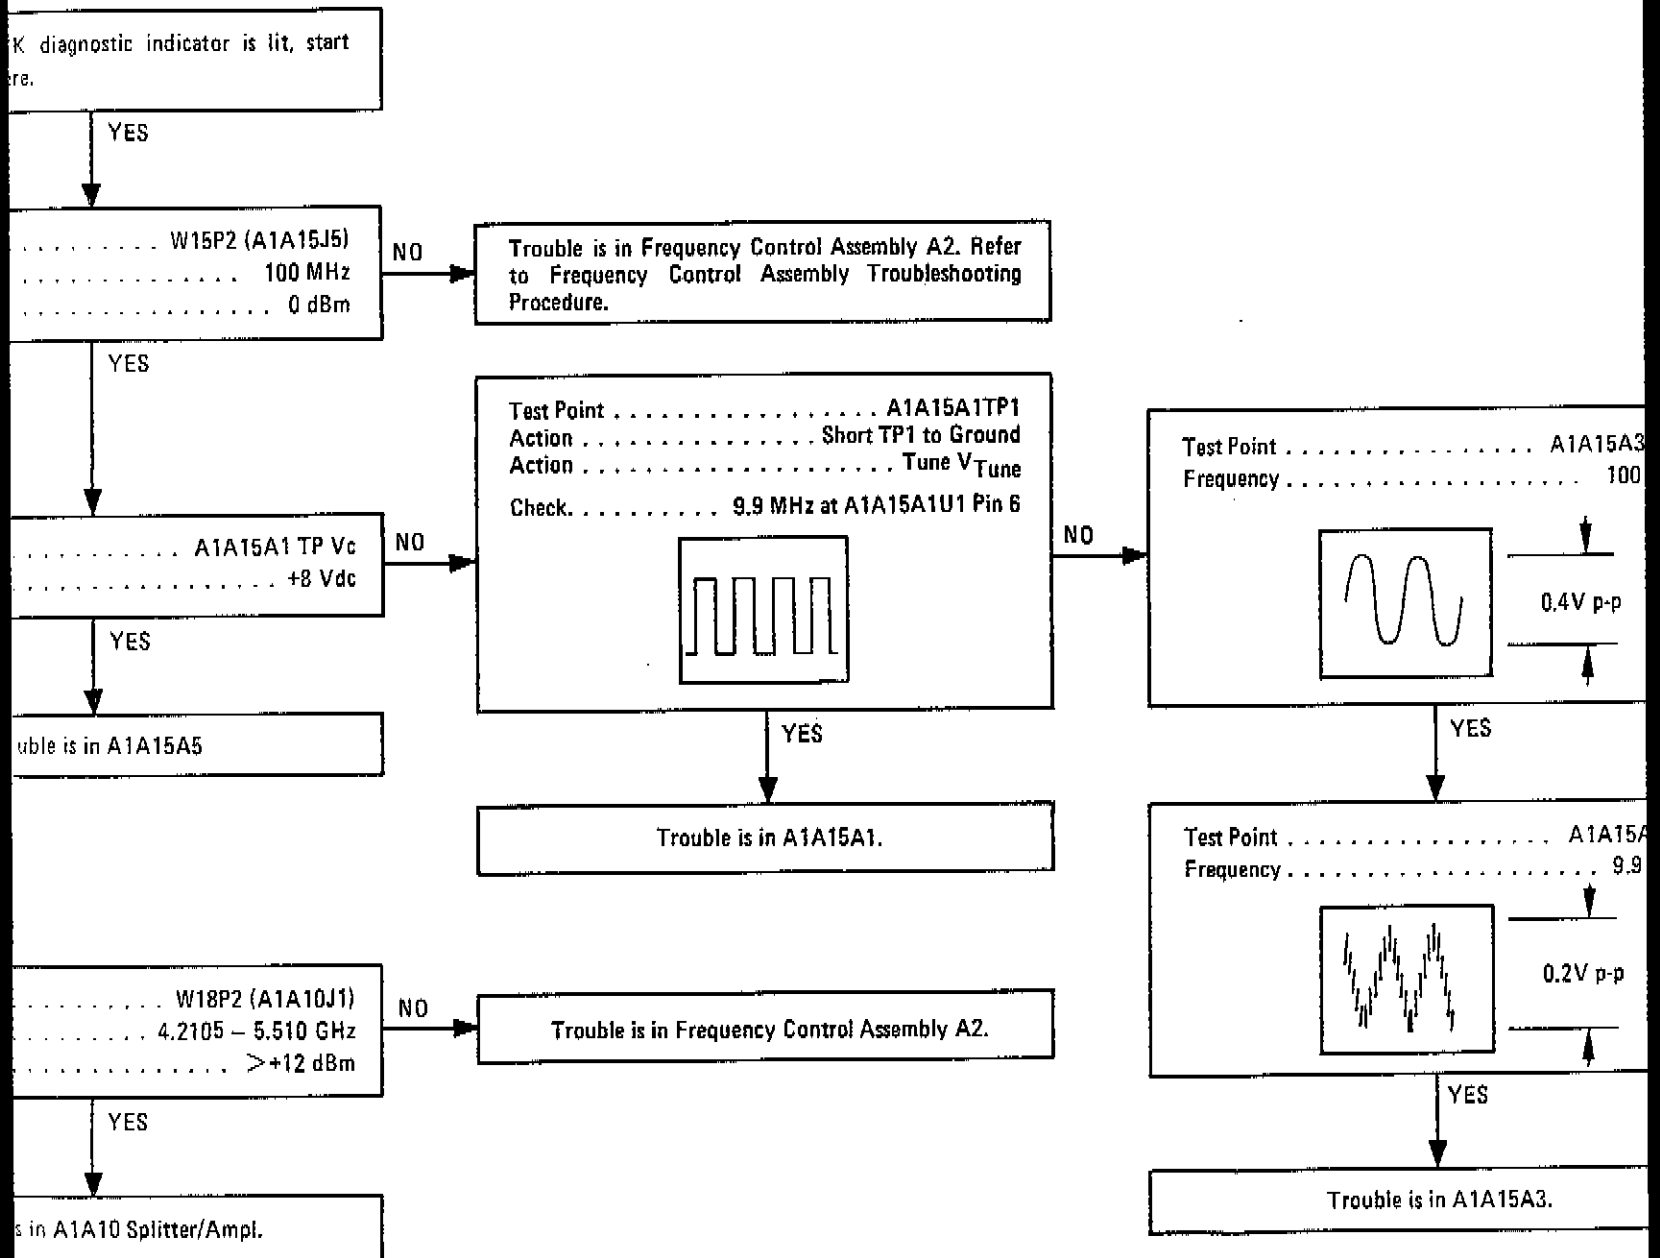 K diagnostic indicator is lit, start
re.
YES
. . . . . . . . . W15P2 (A1A15J5)
. . . . . . . . . . . . . . 100 MHz
. . . . . . . . . . . . . . . . 0 dBm
NO
Trouble is in Frequency Control Assembly A2. Refer
to Frequency Control Assembly Troubleshooting
Procedure.
YES
. . . . . . . . . . . A1A15A1 TP Vc
. . . . . . . . . . . . . . . . +8 Vdc
NO
Test Point . . . . . . . . . . . . . . . . A1A15A1TP1
Action . . . . . . . . . . . . . . Short TP1 to Ground
Action . . . . . . . . . . . . . . . . . . . Tune VTune
Check. . . . . . . . . . 9.9 MHz at A1A15A1U1 Pin 6
NO
Test Point . . . . . . . . . . . . . . . A1A15A3
Frequency . . . . . . . . . . . . . . . . . . 100
0.4V p-p
YES
uble is in A1A15A5
YES
Trouble is in A1A15A1.
YES
Test Point . . . . . . . . . . . . . . . . A1A15A
Frequency . . . . . . . . . . . . . . . . . . . 9.9
0.2V p-p
YES
Trouble is in A1A15A3.
. . . . . . . . . . W18P2 (A1A10J1)
. . . . . . . . . 4.2105 – 5.510 GHz
. . . . . . . . . . . . . . >+12 dBm
NO
Trouble is in Frequency Control Assembly A2.
YES
s in A1A10 Splitter/Ampl.